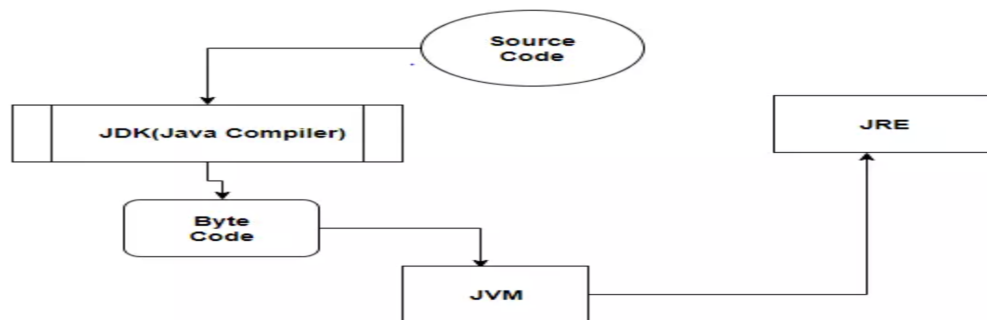 Source
Code
JDK(Java Compiler)
JRE
Byte
Code
JVM